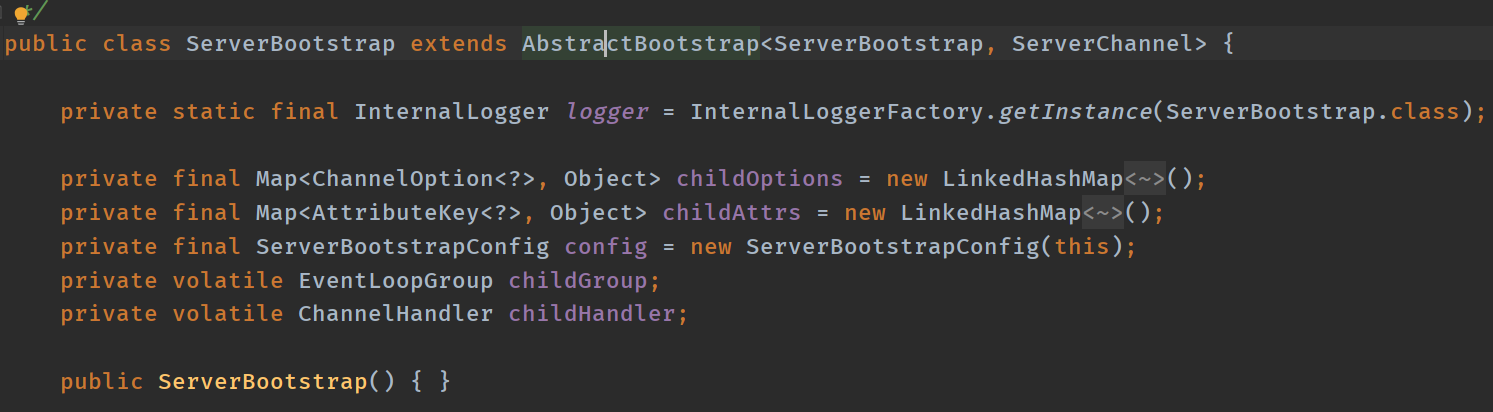 */
public class ServerBootstrap extends AbstractBootstrap<ServerBootstrap, ServerChannel> {
private static final InternalLogger logger = InternalLoggerFactory.getInstance(ServerBootstrap.class);
private final Map<ChannelOption<?>, Object> childOptions = new LinkedHashMap<~>();
private final Map<AttributeKey<?>, Object> childAttrs = new LinkedHashMap<~>();
private final ServerBootstrapConfig config = new ServerBootstrapConfig(this);
private volatile EventLoopGroup childGroup;
private volatile ChannelHandler childHandler;
public ServerBootstrap() { }